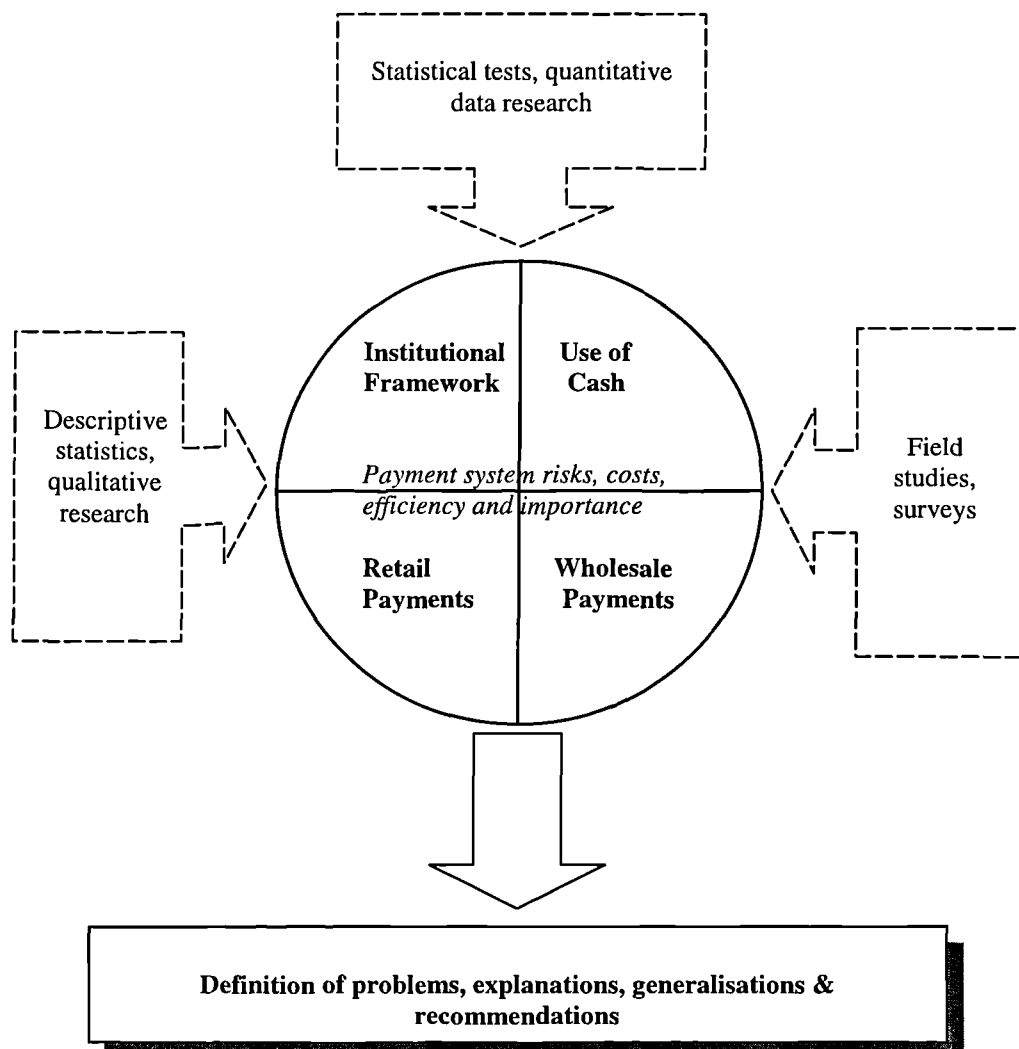 Statistical tests, quantitative
data research
Institutional
Framework
Use of
Cash
Descriptive
statistics,
qualitative
research
Payment system risks, costs,
efficiency and importance
Field
studies,
surveys
Retail
Payments
Wholesale
Payments
Definition of problems, explanations, generalisations &
recommendations